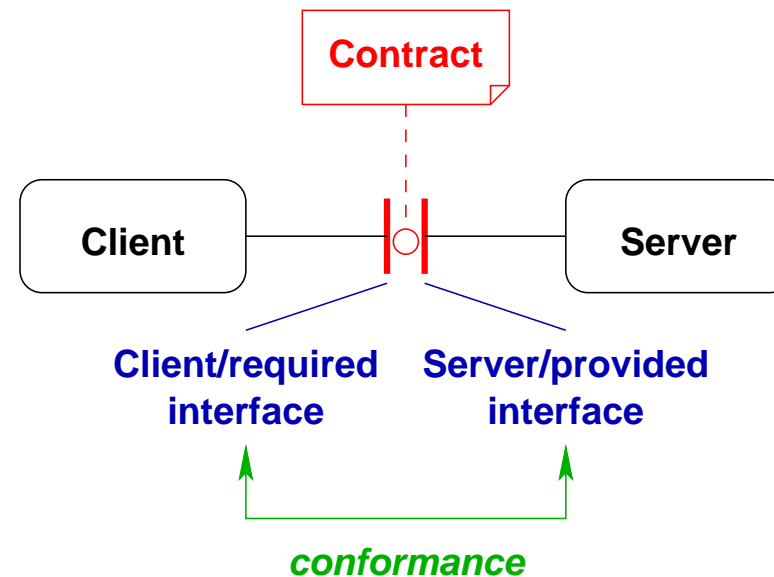 Contract
Client
Server
Client/required
interface
Server/provided
interface
conformance